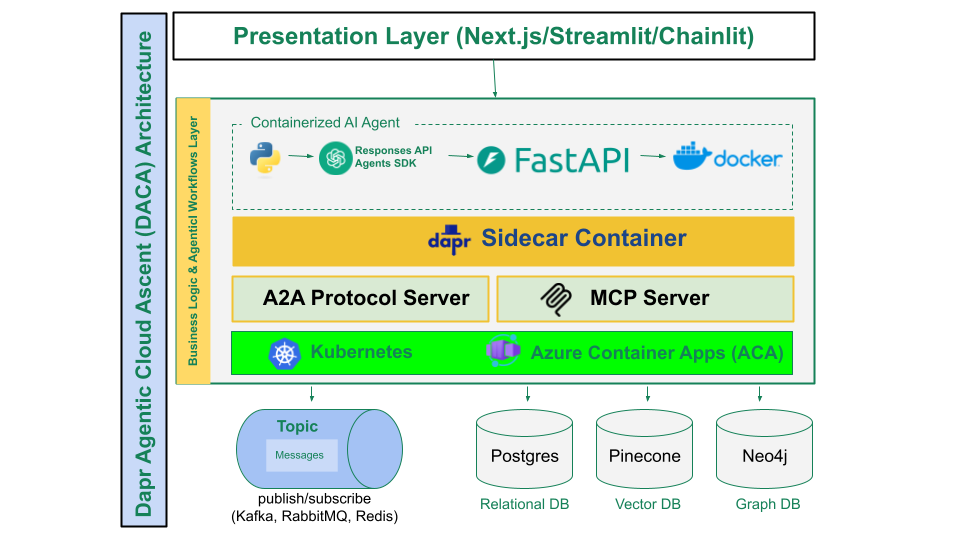 Dapr Agentic Cloud Ascent (DACA) Architecture
Presentation Layer (Next.js/Streamlit/Chainlit)
Business Logic & AgenticI Workflows Layer
Containerized AI Agent
Responses API
Agents SDK
FastAPI
docker
dapr
Sidecar Container
A2A Protocol Server
MCP Server
Kubernetes
Azure Container Apps (ACA)
Topic
Messages
publish/subscribe
(Kafka, RabbitMQ, Redis)
Postgres
Pinecone
Neo4j
Relational DB
Vector DB
Graph DB